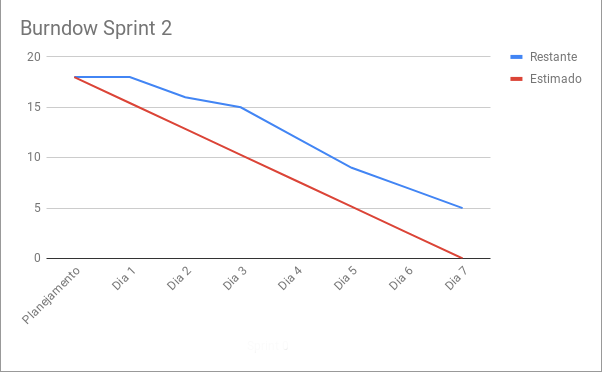 Burndow Sprint 2
20
15
10
5
0
Restante
Estimado
Planejamento
Dia 1
Dia 2
Dia 3
Dia 4
Dia 5
Dia 6
Dia 7